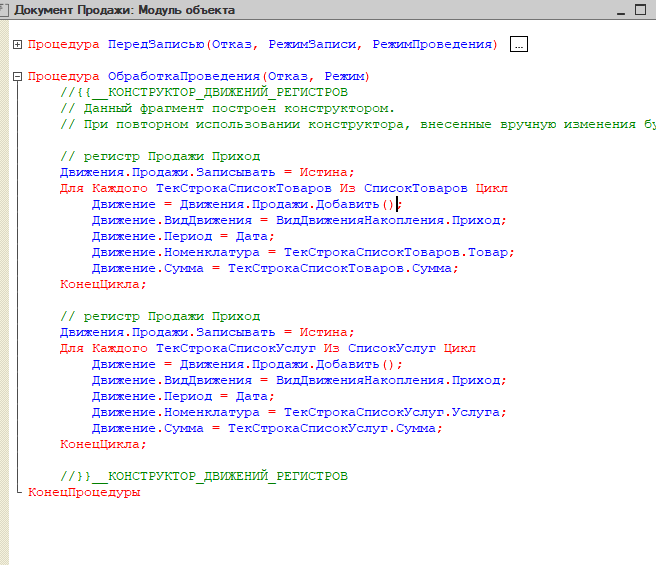 Документ Продажи: Модуль объекта
Процедура ПередЗаписью(Отказ, РежимЗаписи, РежимПроведения) ...
Процедура ОбработкаПроведения(Отказ, Режим)
//{{__КОНСТРУКТОР_ДВИЖЕНИЙ_РЕГИСТРОВ
// Данный фрагмент построен конструктором.
// При повторном использовании конструктора, внесенные вручную изменения бу
// регистр Продажи Приход
Движения.Продажи.Записывать = Истина;
Для Каждого ТекСтрокаСписокТоваров Из СписокТоваров Цикл
Движение = Движения.Продажи.Добавить();
Движение.ВидДвижения = ВидДвиженияНакопления.Приход;
Движение.Период = Дата;
Движение.Номенклатура = ТекСтрокаСписокТоваров.Товар;
Движение.Сумма = ТекСтрокаСписокТоваров.Сумма;
КонецЦикла;
// регистр Продажи Приход
Движения.Продажи.Записывать = Истина;
Для Каждого ТекСтрокаСписокУслуг Из СписокУслуг Цикл
Движение = Движения.Продажи.Добавить();
Движение.ВидДвижения = ВидДвиженияНакопления.Приход;
Движение.Период = Дата;
Движение.Номенклатура = ТекСтрокаСписокУслуг.Услуга;
Движение.Сумма = ТекСтрокаСписокУслуг.Сумма;
КонецЦикла;
//}}__КОНСТРУКТОР_ДВИЖЕНИЙ_РЕГИСТРОВ
КонецПроцедуры